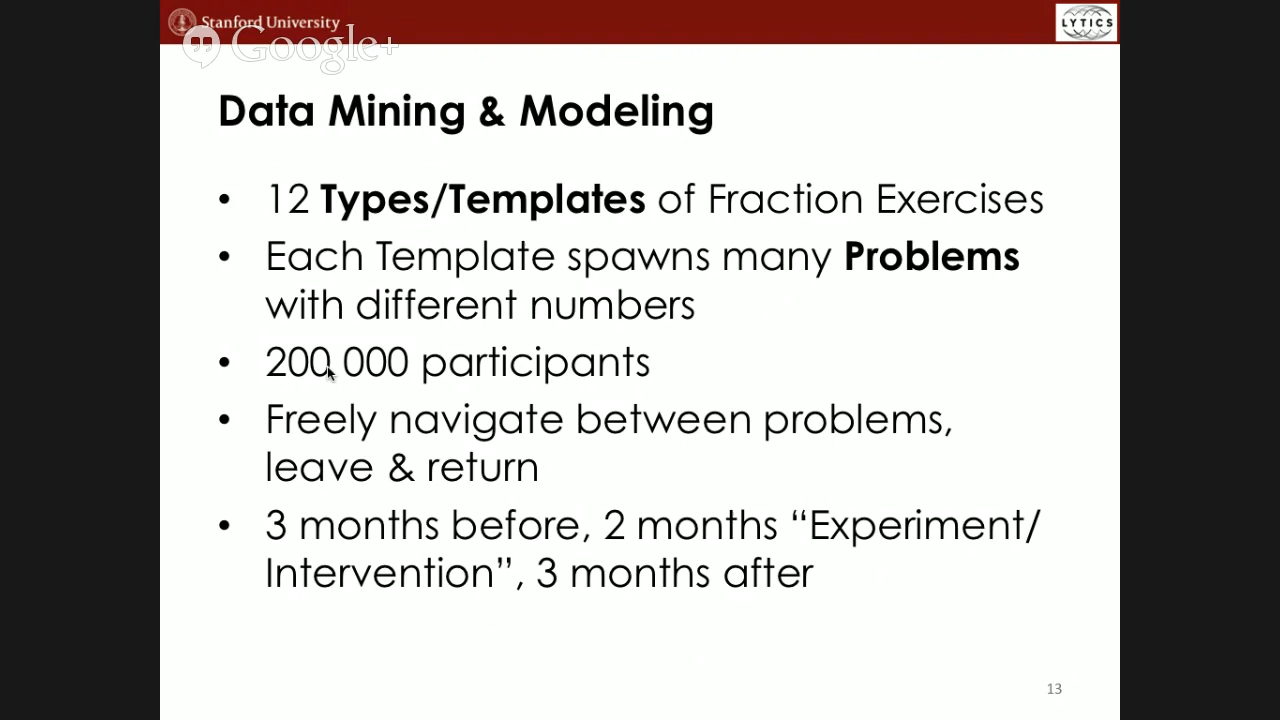 Stanford University
LYTICS
Google+
Data Mining & Modeling
• 12 Types/Templates of Fraction Exercises
• Each Template spawns many Problems
with different numbers
• 200 000 participants
• Freely navigate between problems,
leave & return
• 3 months before, 2 months “Experiment/
Intervention”, 3 months after
13